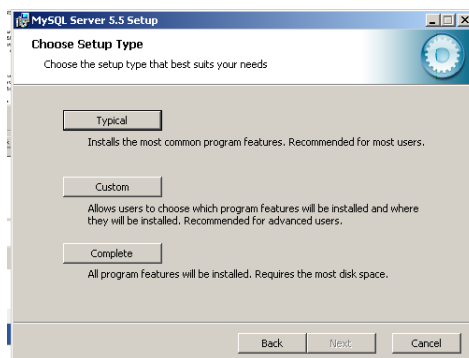 MySQL Server 5.5 Setup
Choose Setup Type
Choose the setup type that best suits your needs
Typical
Installs the most common program features. Recommended for most users.
Custom
Allows users to choose which program features will be installed and where
they will be installed. Recommended for advanced users.
Complete
All program features will be installed. Requires the most disk space.
Back
Next
Cancel